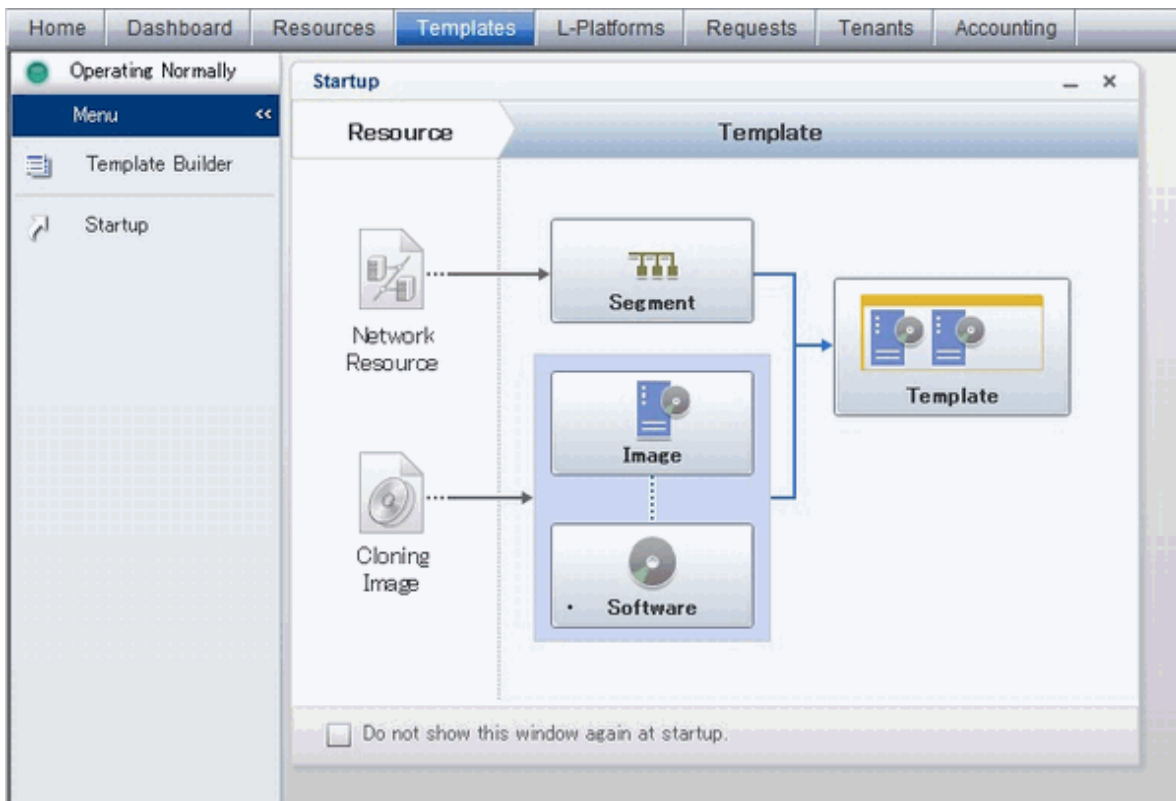 Home Dashboard Resources Templates L-Platforms Requests Tenants Accounting
Operating Normally
Menu <<
Template Builder
Startup
Startup
Resource Template
Network
Resource
Segment
Template
Image
Cloning
Image
Software
Do not show this window again at startup.